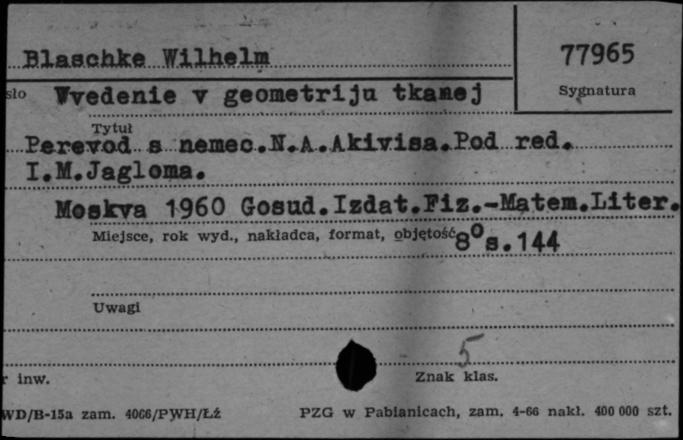 Blaschke Wilhelm
77965
Sygnatura
sło Vvedenie v geometriju tkanej
Tytuł
Perevod s nemec.N.A.Akivisa.Pod red.
I.M.Jagloma.
Moskva 1960 Gosud.Izdat.Fiz.-Matem.Liter.
Miejsce, rok wyd., nakładca, format, objętość 8° s.144
Uwagi
5
r inw.
Znak klas.
WD/B-15a zam. 4066/PWH/Łż
PZG w Pabianicach, zam. 4-66 nakł. 400 000 szt.